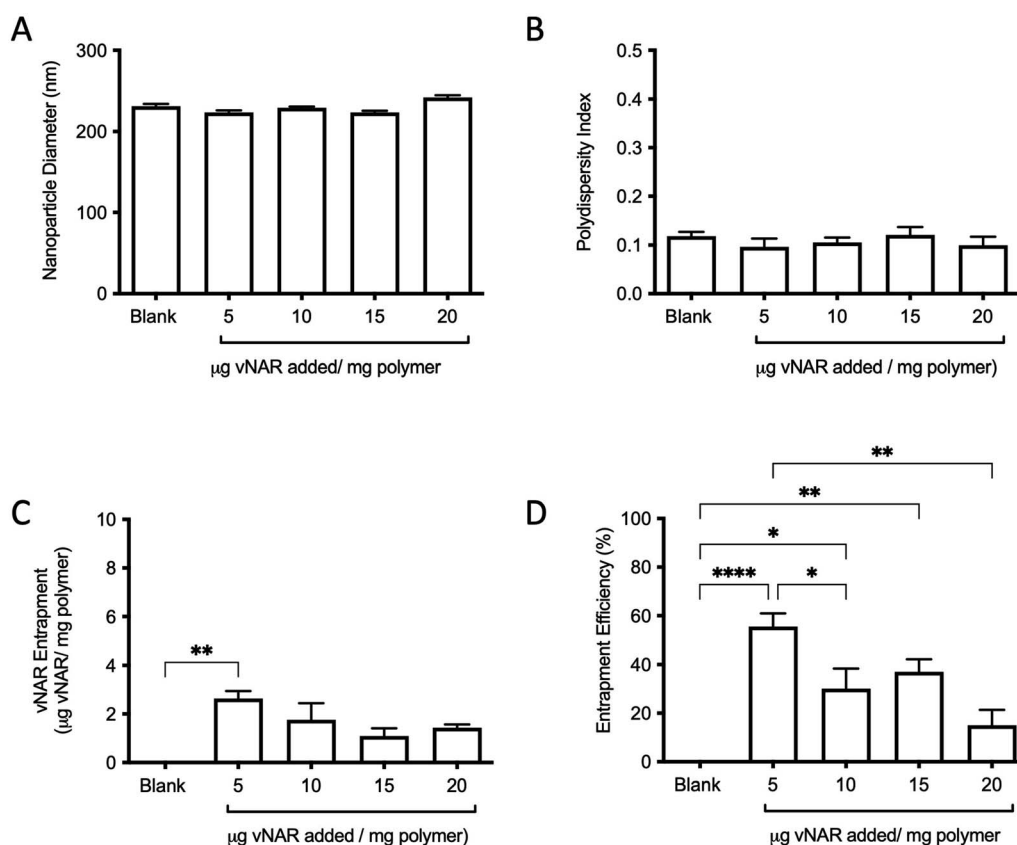 A
Nanoparticle Diameter (nm)
300
200
100
0
Blank
5
10
15
20
μg vNAR added/ mg polymer
B
Polydispersity Index
0.5
0.4
0.3
0.2
0.1
0.0
Blank
5
10
15
20
μg vNAR added / mg polymer)
C
vNAR Entrapment
(μg vNAR/ mg polymer)
10
8
6
4
2
0
**
Blank
5
10
15
20
μg vNAR added / mg polymer)
D
Entrapment Efficiency (%)
100
80
60
40
20
0
**
**
*
****
*
Blank
5
10
15
20
μg vNAR added/ mg polymer